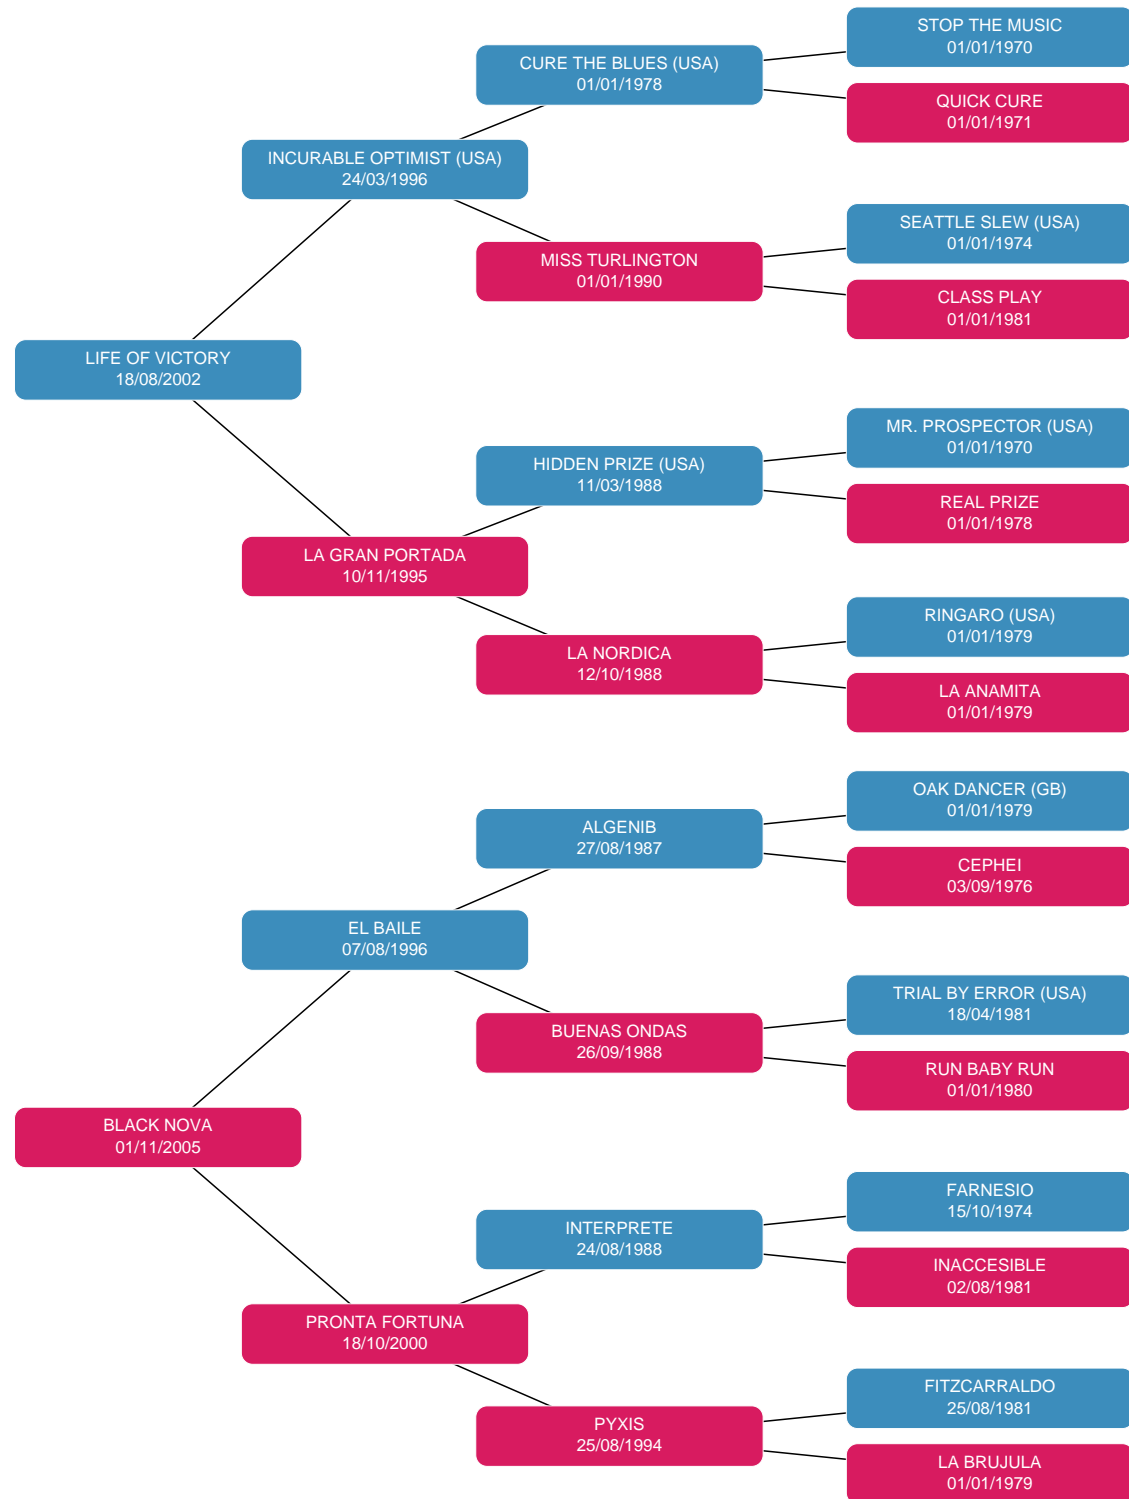 STOP THE MUSIC
01/01/1970
CURE THE BLUES (USA)
01/01/1978
QUICK CURE
01/01/1971
INCURABLE OPTIMIST (USA)
24/03/1996
SEATTLE SLEW (USA)
01/01/1974
MISS TURLINGTON
01/01/1990
CLASS PLAY
01/01/1981
LIFE OF VICTORY
18/08/2002
MR. PROSPECTOR (USA)
01/01/1970
HIDDEN PRIZE (USA)
11/03/1988
REAL PRIZE
01/01/1978
LA GRAN PORTADA
10/11/1995
RINGARO (USA)
01/01/1979
LA NORDICA
12/10/1988
LA ANAMITA
01/01/1979
OAK DANCER (GB)
01/01/1979
ALGENIB
27/08/1987
CEPHEI
03/09/1976
EL BAILE
07/08/1996
TRIAL BY ERROR (USA)
18/04/1981
BUENAS ONDAS
26/09/1988
RUN BABY RUN
01/01/1980
BLACK NOVA
01/11/2005
FARNESIO
15/10/1974
INTERPRETE
24/08/1988
INACCESIBLE
02/08/1981
PRONTA FORTUNA
18/10/2000
FITZCARRALDO
25/08/1981
PYXIS
25/08/1994
LA BRUJULA
01/01/1979